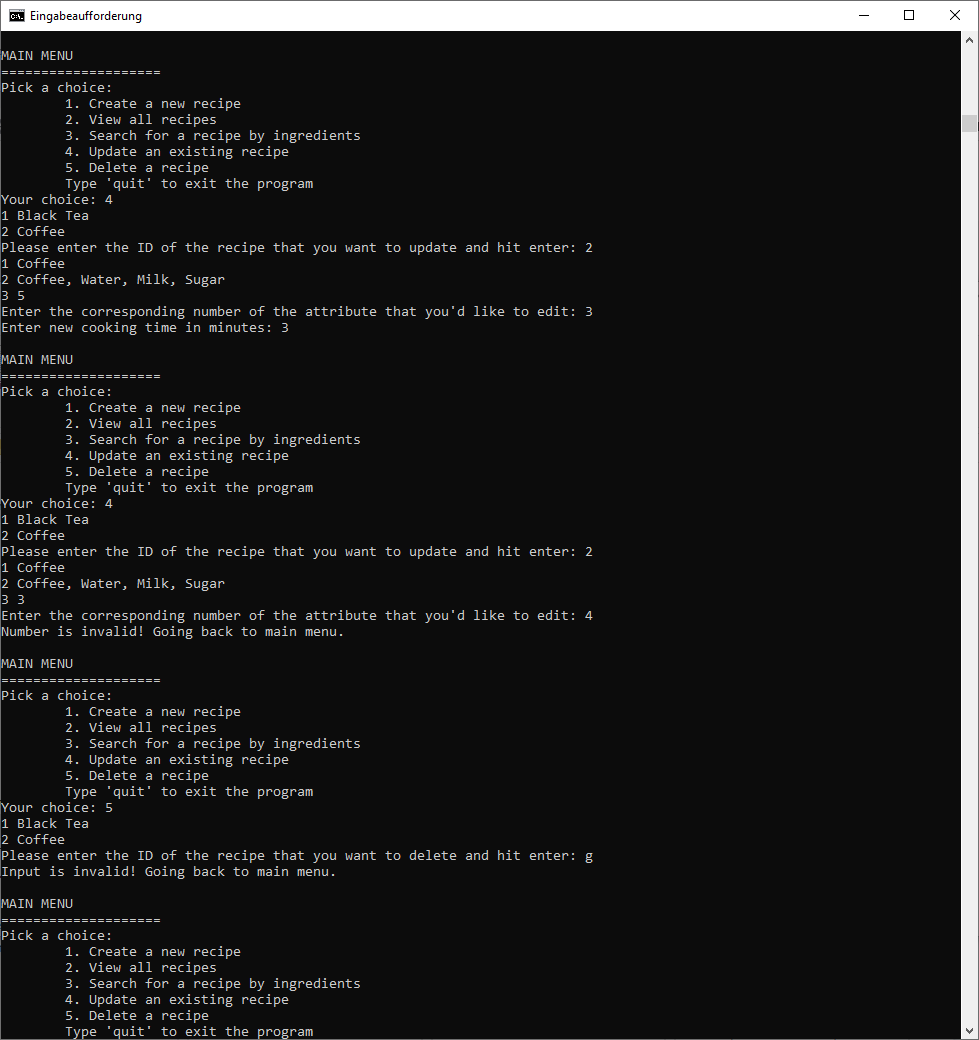 Eingabeaufforderung
MAIN MENU
====================
Pick a choice:
        1. Create a new recipe
        2. View all recipes
        3. Search for a recipe by ingredients
        4. Update an existing recipe
        5. Delete a recipe
        Type 'quit' to exit the program
Your choice: 4
1 Black Tea
2 Coffee
Please enter the ID of the recipe that you want to update and hit enter: 2
1 Coffee
2 Coffee, Water, Milk, Sugar
3 5
Enter the corresponding number of the attribute that you'd like to edit: 3
Enter new cooking time in minutes: 3

MAIN MENU
====================
Pick a choice:
        1. Create a new recipe
        2. View all recipes
        3. Search for a recipe by ingredients
        4. Update an existing recipe
        5. Delete a recipe
        Type 'quit' to exit the program
Your choice: 4
1 Black Tea
2 Coffee
Please enter the ID of the recipe that you want to update and hit enter: 2
1 Coffee
2 Coffee, Water, Milk, Sugar
3 3
Enter the corresponding number of the attribute that you'd like to edit: 4
Number is invalid! Going back to main menu.

MAIN MENU
====================
Pick a choice:
        1. Create a new recipe
        2. View all recipes
        3. Search for a recipe by ingredients
        4. Update an existing recipe
        5. Delete a recipe
        Type 'quit' to exit the program
Your choice: 5
1 Black Tea
2 Coffee
Please enter the ID of the recipe that you want to delete and hit enter: g
Input is invalid! Going back to main menu.

MAIN MENU
====================
Pick a choice:
        1. Create a new recipe
        2. View all recipes
        3. Search for a recipe by ingredients
        4. Update an existing recipe
        5. Delete a recipe
        Type 'quit' to exit the program